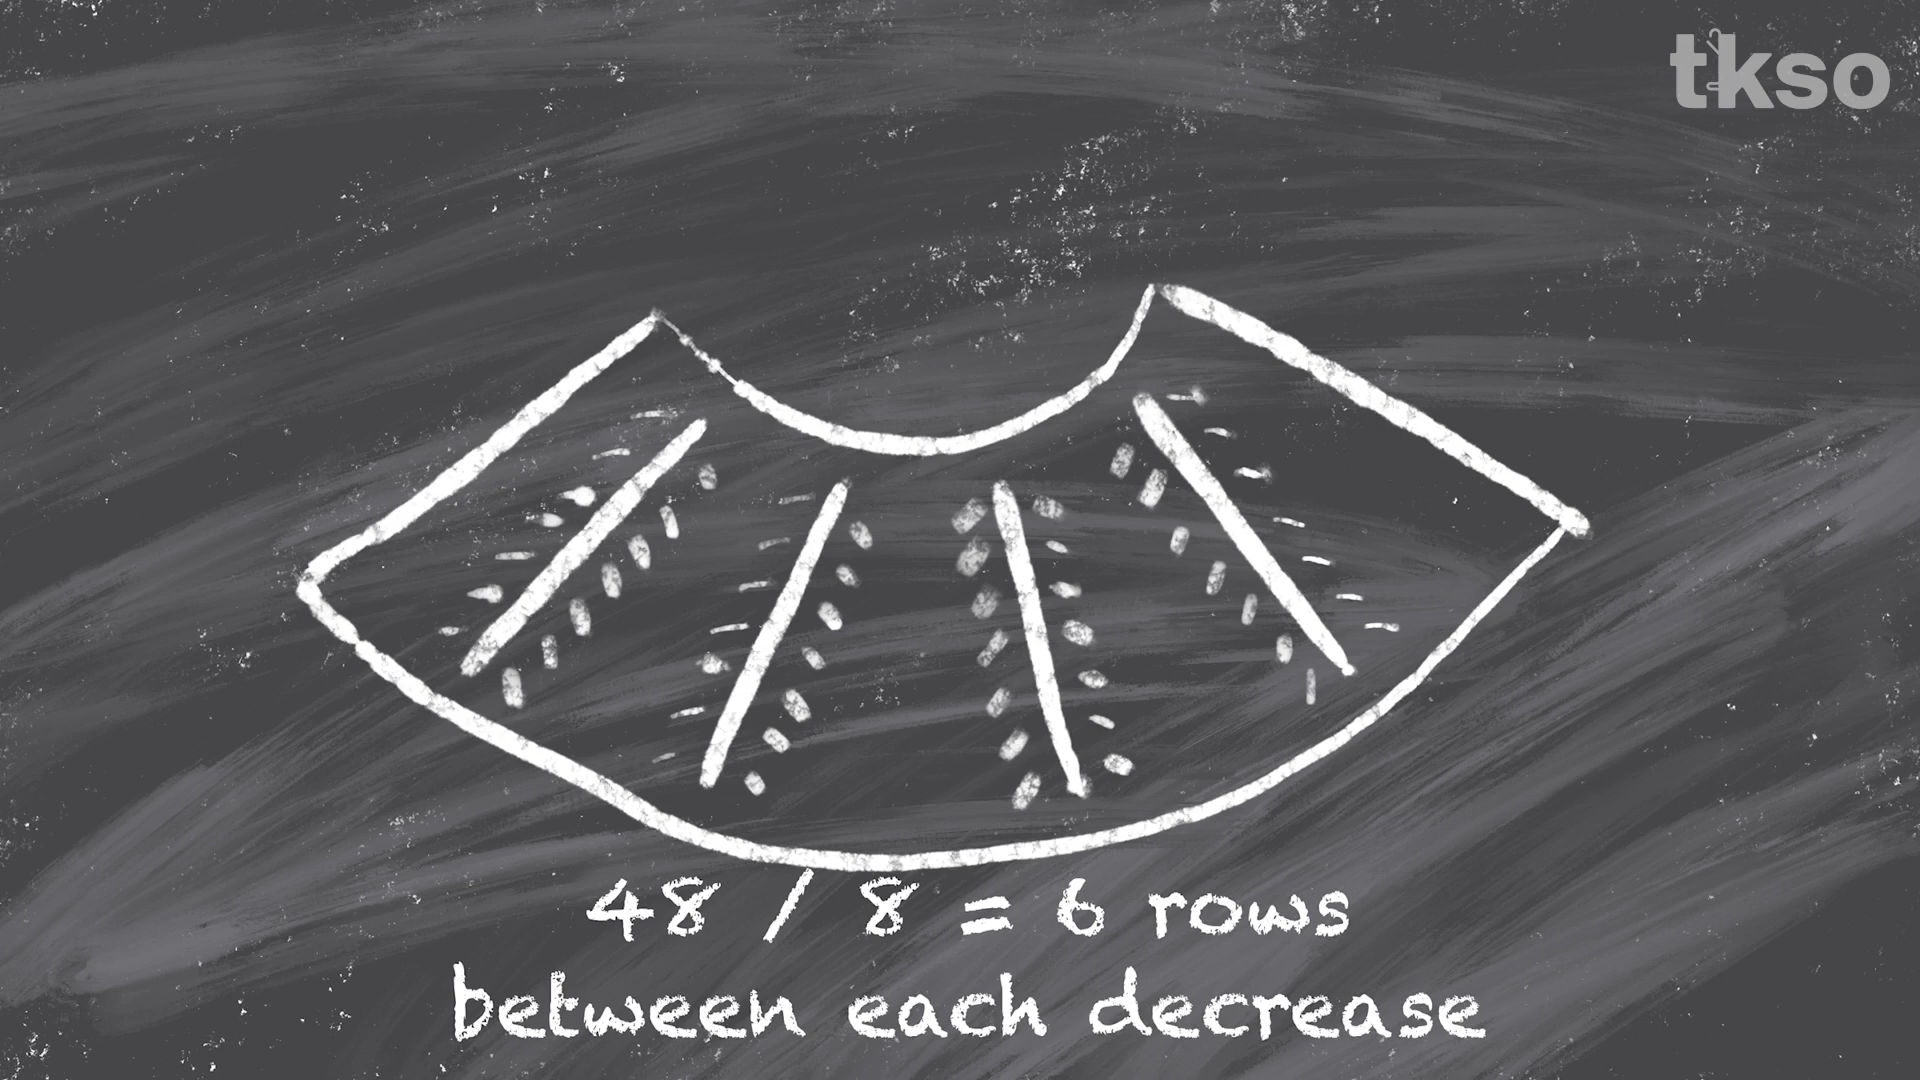 tkso
48 / 8 = 6 rows
between each decrease